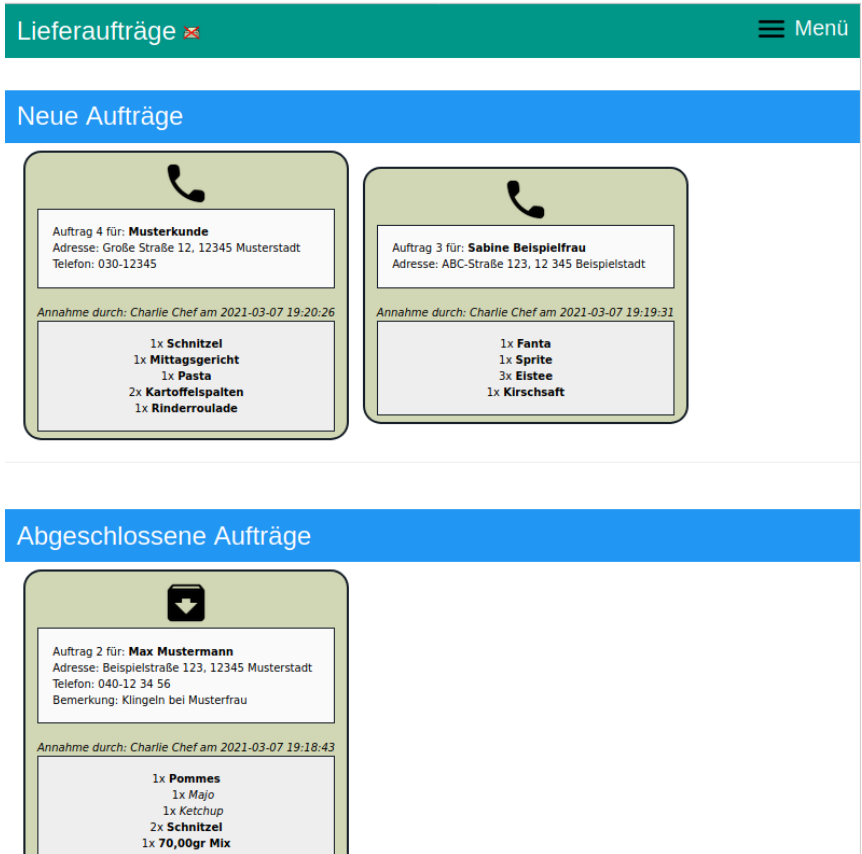 Lieferaufträge
Menü
Neue Aufträge
Auftrag 4 für: Musterkunde
Adresse: Große Straße 12, 12345 Musterstadt
Telefon: 030-12345
Annahme durch: Charlie Chef am 2021-03-07 19:20:26
1x Schnitzel
1x Mittagsgericht
1x Pasta
2x Kartoffelspalten
1x Rinderroulade
Auftrag 3 für: Sabine Beispielfrau
Adresse: ABC-Straße 123, 12 345 Beispielstadt
Annahme durch: Charlie Chef am 2021-03-07 19:19:31
1x Fanta
1x Sprite
3x Eistee
1x Kirschsaft
Abgeschlossene Aufträge
Auftrag 2 für: Max Mustermann
Adresse: Beispielstraße 123, 12345 Musterstadt
Telefon: 040-12 34 56
Bemerkung: Klingeln bei Musterfrau
Annahme durch: Charlie Chef am 2021-03-07 19:18:43
1x Pommes
1x Majo
1x Ketchup
2x Schnitzel
1x 70,00gr Mix